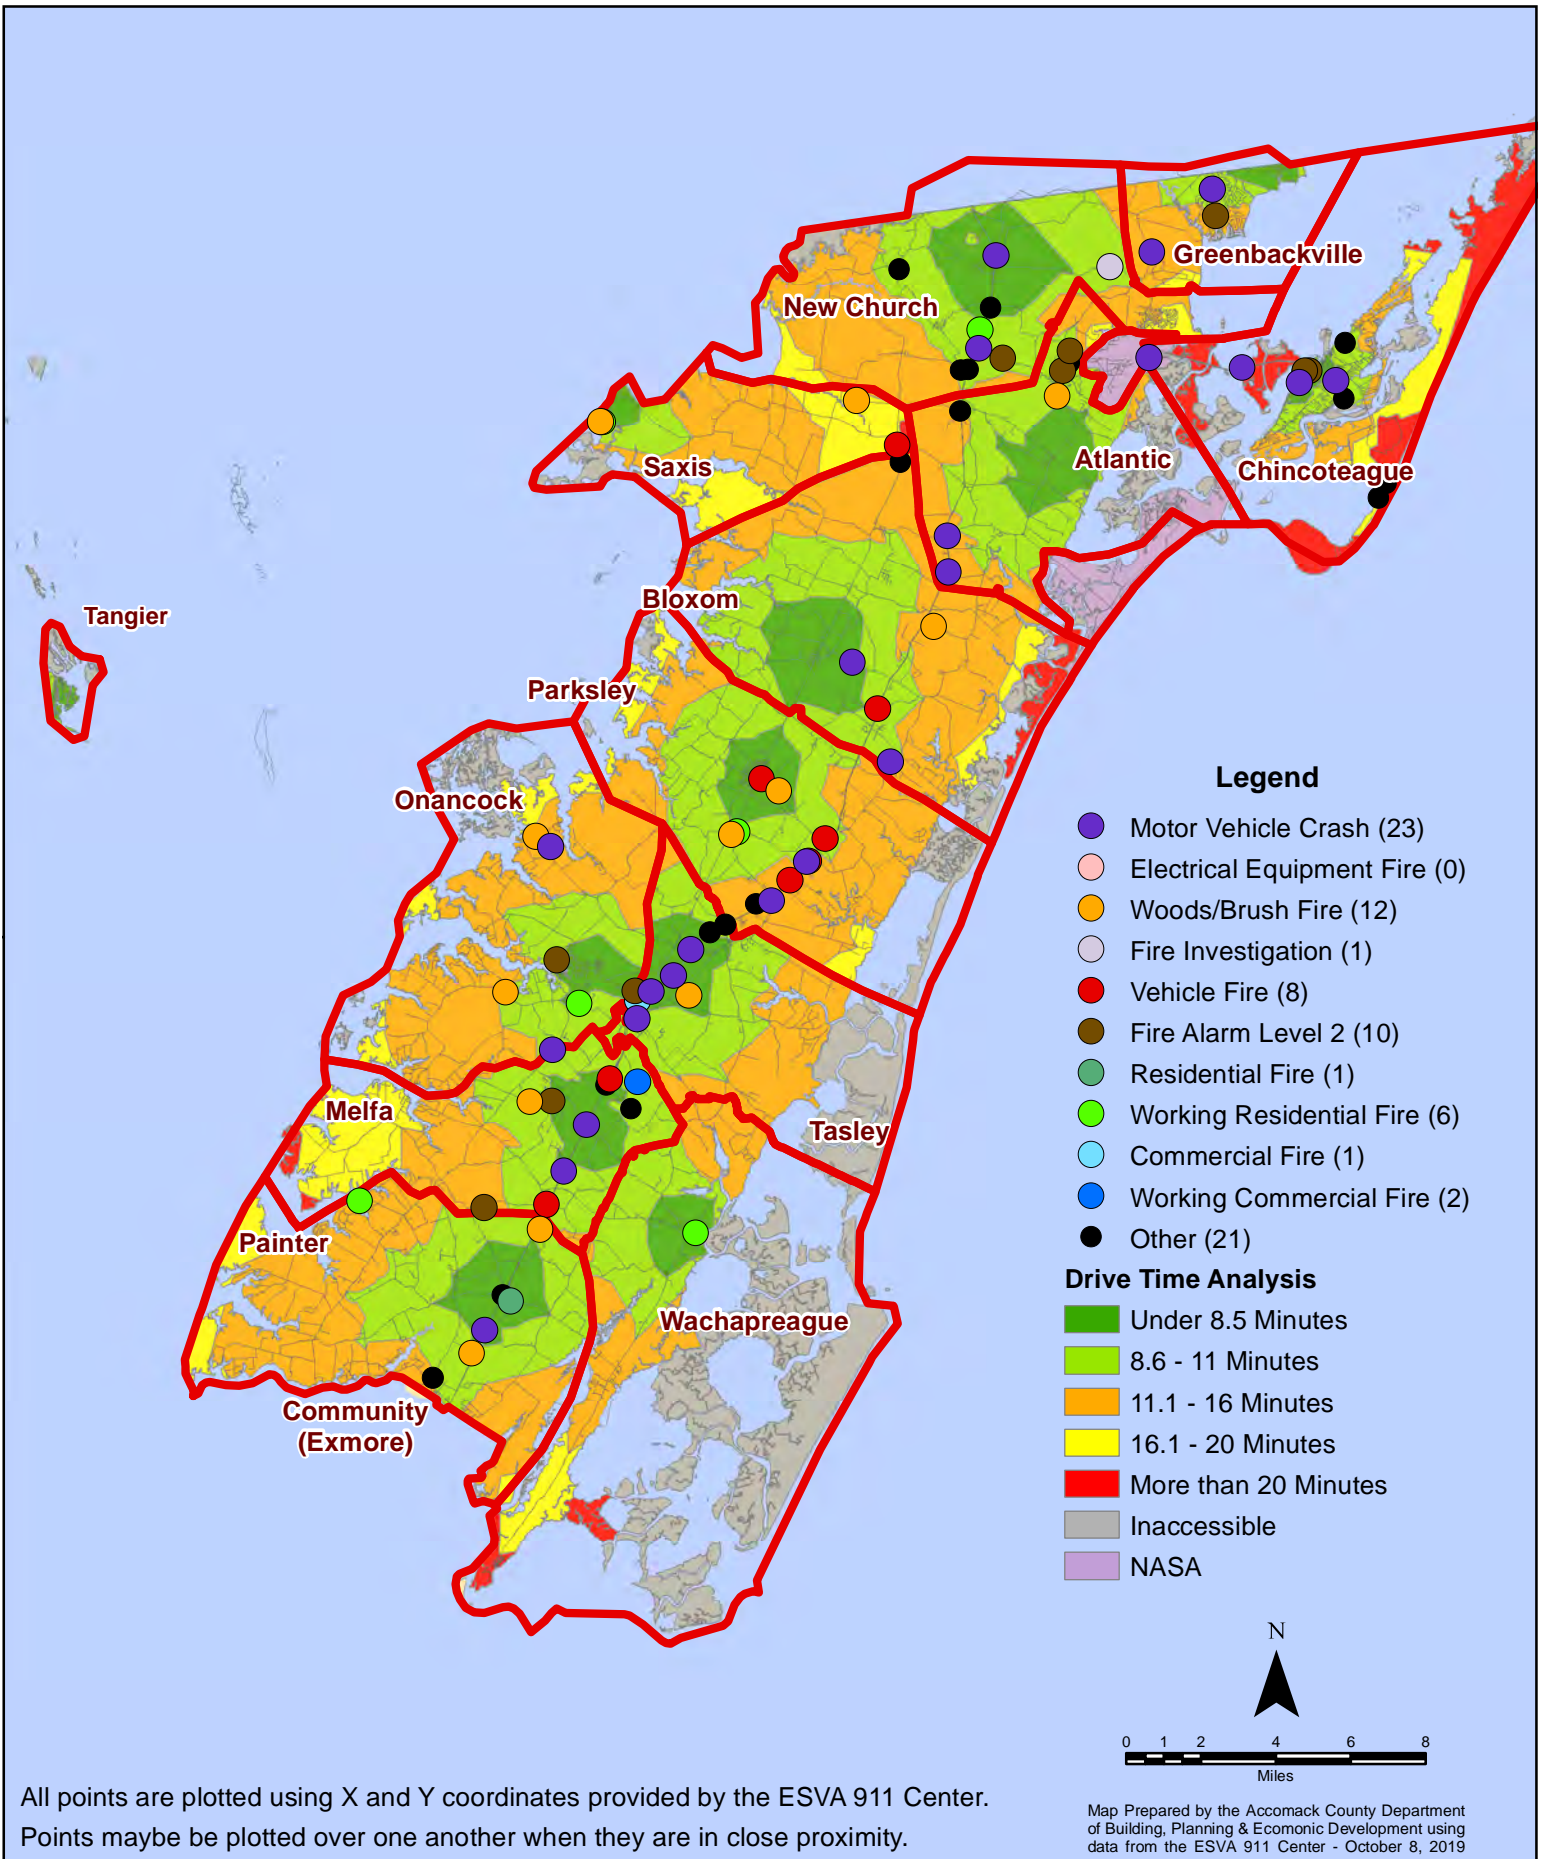 Greenbackville
New Church
Saxis
Atlantic
Chincoteague
Bloxom
Tangier
Parksley
Onancock
Melfa
Tasley
Painter
Wachapreague
Community
(Exmore)
Legend
Motor Vehicle Crash (23)
Electrical Equipment Fire (0)
Woods/Brush Fire (12)
Fire Investigation (1)
Vehicle Fire (8)
Fire Alarm Level 2 (10)
Residential Fire (1)
Working Residential Fire (6)
Commercial Fire (1)
Working Commercial Fire (2)
Other (21)
Drive Time Analysis
Under 8.5 Minutes
8.6 - 11 Minutes
11.1 - 16 Minutes
16.1 - 20 Minutes
More than 20 Minutes
Inaccessible
NASA
N
0 1 2 4 6 8
Miles
All points are plotted using X and Y coordinates provided by the ESVA 911 Center.
Points maybe be plotted over one another when they are in close proximity.
Map Prepared by the Accomack County Department
of Building, Planning & Ecomonic Development using
data from the ESVA 911 Center - October 8, 2019